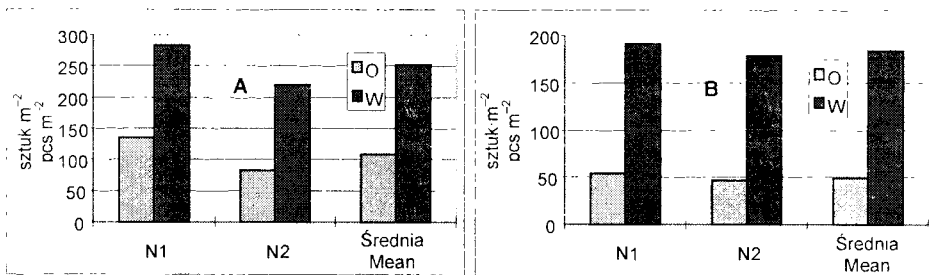 300
250
200
150
100
50
0
sztuk m⁻²
pcs m⁻²
A
O
W
N1
N2
Średnia
Mean
200
150
100
50
0
sztuk·m⁻²
pcs m⁻²
B
O
W
N1
N2
Średnia
Mean